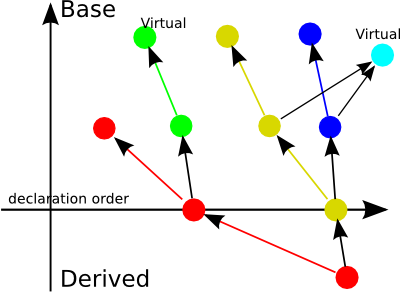 Base
Virtual
Virtual
declaration order
Derived